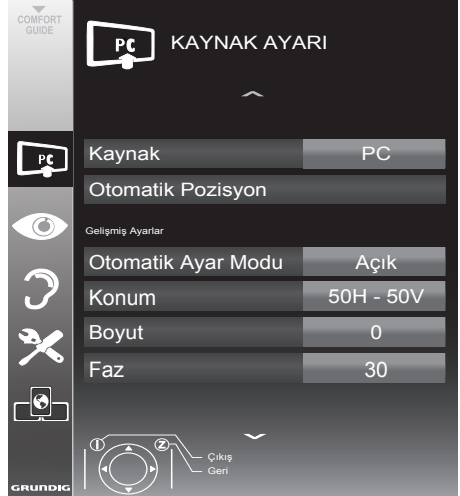 COMFORT
GUIDE
PC KAYNAK AYARI
PC
Kaynak PC
Otomatik Pozisyon
Gelişmiş Ayarlar
Otomatik Ayar Modu Açık
Konum 50H - 50V
Boyut 0
Faz 30
I Z
Çıkış
Geri
GRUNDIG